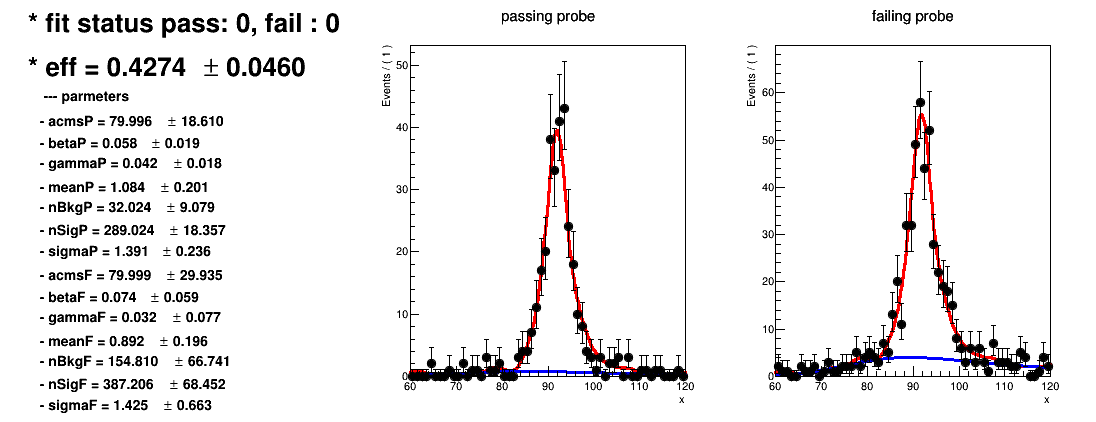 * fit status pass: 0, fail : 0
* eff = 0.4274 ± 0.0460
--- parmeters
- acmsP = 79.996 ± 18.610
- betaP = 0.058 ± 0.019
- gammaP = 0.042 ± 0.018
- meanP = 1.084 ± 0.201
- nBkgP = 32.024 ± 9.079
- nSigP = 289.024 ± 18.357
- sigmaP = 1.391 ± 0.236
- acmsF = 79.999 ± 29.935
- betaF = 0.074 ± 0.059
- gammaF = 0.032 ± 0.077
- meanF = 0.892 ± 0.196
- nBkgF = 154.810 ± 66.741
- nSigF = 387.206 ± 68.452
- sigmaF = 1.425 ± 0.663
passing probe
Events / ( 1 )
50
40
30
20
10
0
60 70 80 90 100 110 120
x
failing probe
Events / ( 1 )
60
50
40
30
20
10
0
60 70 80 90 100 110 120
x